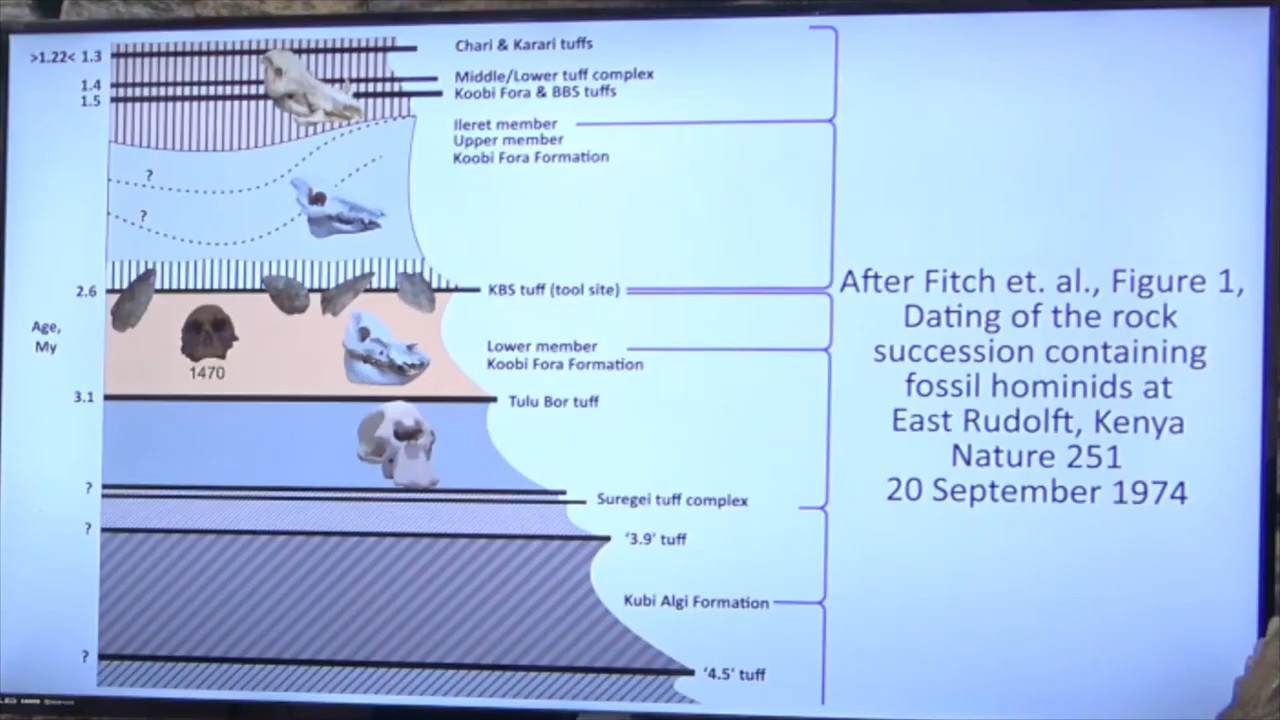 >1.22< 1.3
Chari & Karari tuffs
1.4
Middle/Lower tuff complex
1.5
Koobi Fora & BBS tuffs
Ileret member
Upper member
Koobi Fora Formation
?
?
2.6
KBS tuff (tool site)
Age,
My
1470
Lower member
Koobi Fora Formation
3.1
Tulu Bor tuff
?
Suregei tuff complex
?
‘3.9’ tuff
Kubi Algi Formation
?
‘4.5’ tuff
After Fitch et. al., Figure 1,
Dating of the rock
succession containing
fossil hominids at
East Rudolft, Kenya
Nature 251
20 September 1974